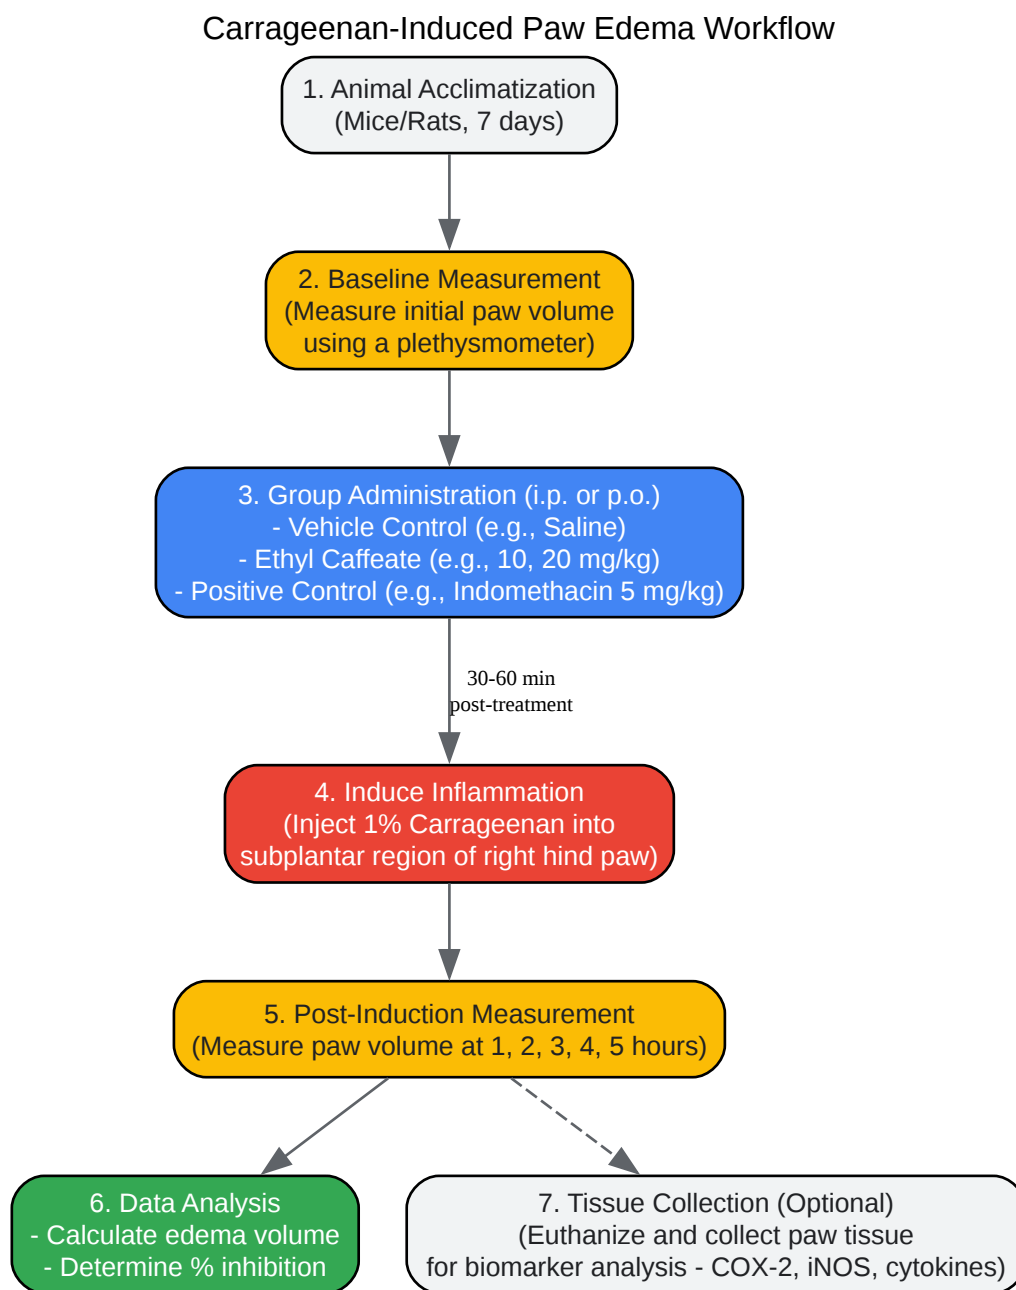 Carrageenan-Induced Paw Edema Workflow
1. Animal Acclimatization
(Mice/Rats, 7 days)
2. Baseline Measurement
(Measure initial paw volume
using a plethysmometer)
3. Group Administration (i.p. or p.o.)
- Vehicle Control (e.g., Saline)
- Ethyl Caffeate (e.g., 10, 20 mg/kg)
- Positive Control (e.g., Indomethacin 5 mg/kg)
30-60 min
post-treatment
4. Induce Inflammation
(Inject 1% Carrageenan into
subplantar region of right hind paw)
5. Post-Induction Measurement
(Measure paw volume at 1, 2, 3, 4, 5 hours)
6. Data Analysis
- Calculate edema volume
- Determine % inhibition
7. Tissue Collection (Optional)
(Euthanize and collect paw tissue
for biomarker analysis - COX-2, iNOS, cytokines)